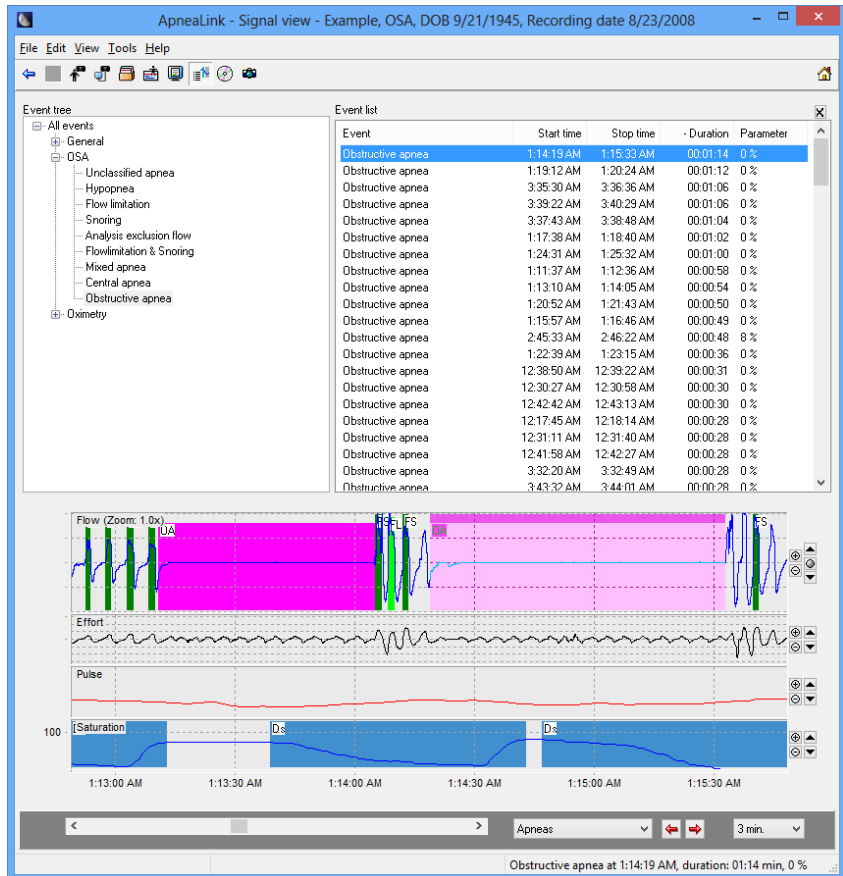 ApneaLink - Signal view - Example, OSA, DOB 9/21/1945, Recording date 8/23/2008
File Edit View Tools Help
Event tree
All events
General
OSA
Unclassified apnea
Hypopnea
Flow limitation
Snoring
Analysis exclusion flow
Flowlimitation & Snoring
Mixed apnea
Central apnea
Obstructive apnea
Oximetry
Event list
Event Start time Stop time Duration Parameter
Obstructive apnea 1:14:19 AM 1:15:33 AM 00:01:14 0 %
Obstructive apnea 1:19:12 AM 1:20:24 AM 00:01:12 0 %
Obstructive apnea 3:35:30 AM 3:36:36 AM 00:01:06 0 %
Obstructive apnea 3:39:22 AM 3:40:29 AM 00:01:06 0 %
Obstructive apnea 3:37:43 AM 3:38:48 AM 00:01:04 0 %
Obstructive apnea 1:17:38 AM 1:18:40 AM 00:01:02 0 %
Obstructive apnea 1:24:31 AM 1:25:32 AM 00:01:00 0 %
Obstructive apnea 1:11:37 AM 1:12:36 AM 00:00:58 0 %
Obstructive apnea 1:13:10 AM 1:14:05 AM 00:00:54 0 %
Obstructive apnea 1:20:52 AM 1:21:43 AM 00:00:50 0 %
Obstructive apnea 1:15:57 AM 1:16:46 AM 00:00:49 0 %
Obstructive apnea 2:45:33 AM 2:46:22 AM 00:00:48 8 %
Obstructive apnea 1:22:39 AM 1:23:15 AM 00:00:36 0 %
Obstructive apnea 12:38:50 AM 12:39:22 AM 00:00:31 0 %
Obstructive apnea 12:30:27 AM 12:30:58 AM 00:00:30 0 %
Obstructive apnea 12:42:42 AM 12:43:13 AM 00:00:30 0 %
Obstructive apnea 12:17:45 AM 12:18:14 AM 00:00:28 0 %
Obstructive apnea 12:31:11 AM 12:31:40 AM 00:00:28 0 %
Obstructive apnea 12:41:58 AM 12:42:27 AM 00:00:28 0 %
Obstructive apnea 3:32:20 AM 3:32:49 AM 00:00:28 0 %
Obstructive apnea 3:43:32 AM 3:44:01 AM 00:00:28 0 %
Flow (Zoom: 1.0x)
OA FS FL FS OA FS
Effort
Pulse
100 [Saturation Ds Ds
1:13:00 AM 1:13:30 AM 1:14:00 AM 1:14:30 AM 1:15:00 AM 1:15:30 AM
Apneas 3 min.
Obstructive apnea at 1:14:19 AM, duration: 01:14 min, 0 %